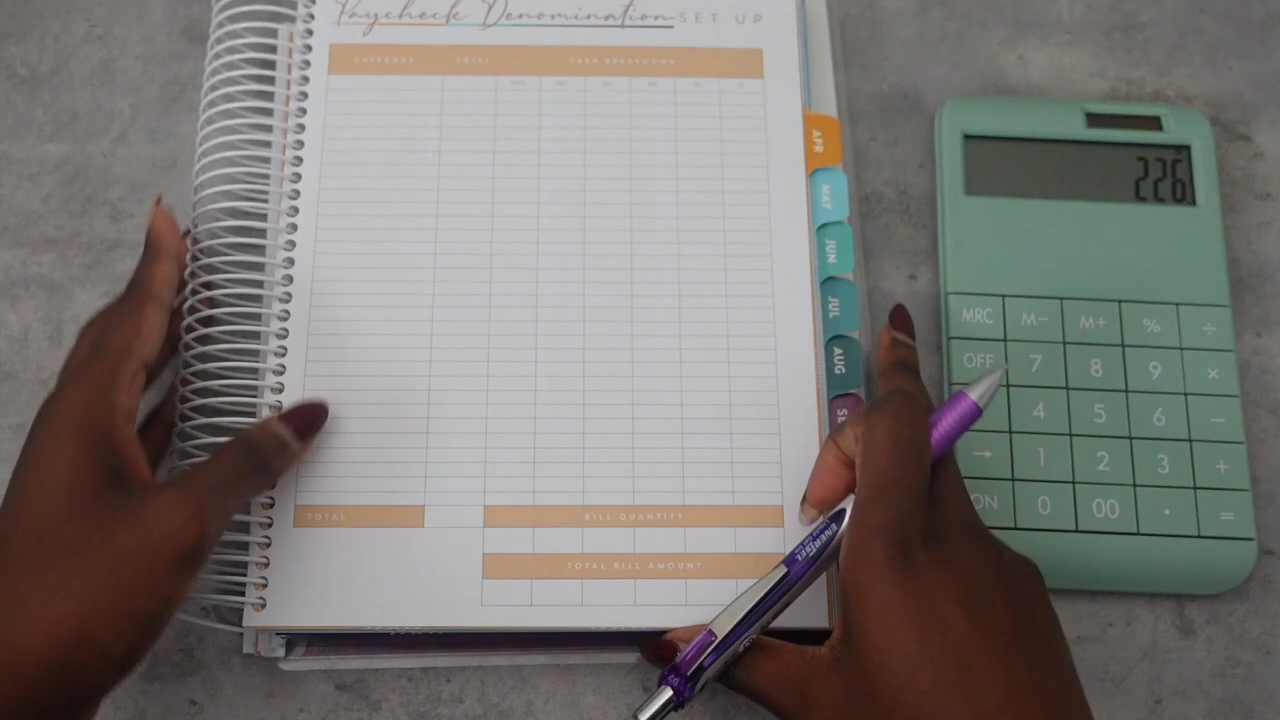 Paycheck Denomination SET UP
CATEGORY TOTAL CASH BREAKDOWN
TOTAL BILL QUANTITY
TOTAL BILL AMOUNT
APR
MAY
JUN
JUL
AUG
SE
ENERGEL
226.
MRC M− M+ % ÷
OFF 7 8 9 ×
4 5 6 −
→ 1 2 3 +
ON 0 00 . =